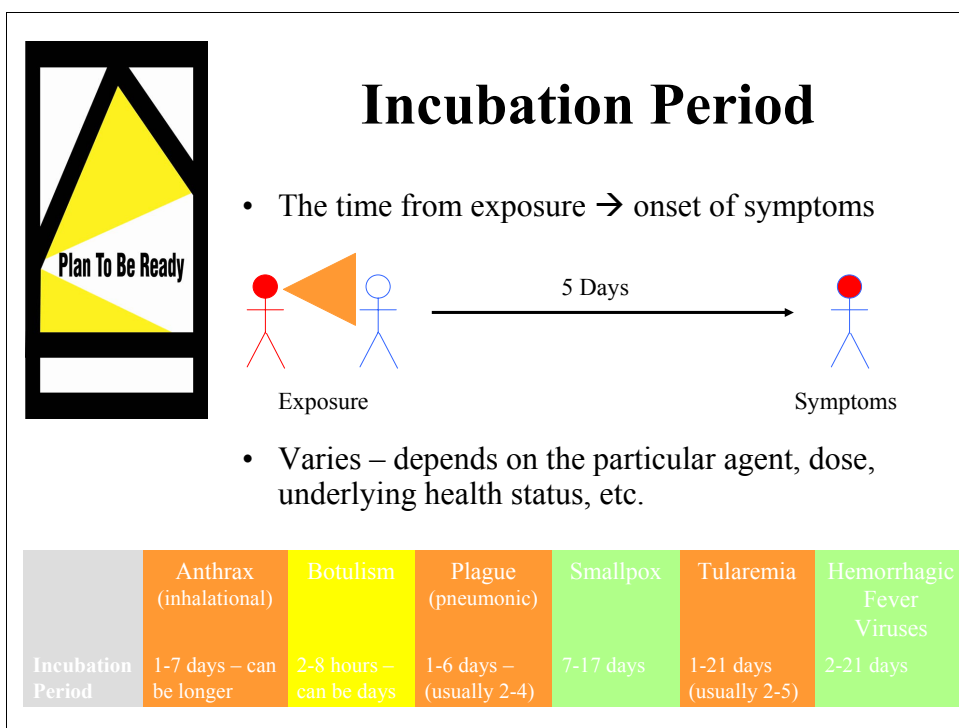 Incubation Period
Plan To Be Ready
• The time from exposure → onset of symptoms
5 Days
Exposure
Symptoms
• Varies – depends on the particular agent, dose,
underlying health status, etc.
Anthrax
(inhalational)
Botulism
Plague
(pneumonic)
Smallpox
Tularemia
Hemorrhagic
Fever
Viruses
Incubation
Period
1-7 days – can
be longer
2-8 hours –
can be days
1-6 days –
(usually 2-4)
7-17 days
1-21 days
(usually 2-5)
2-21 days